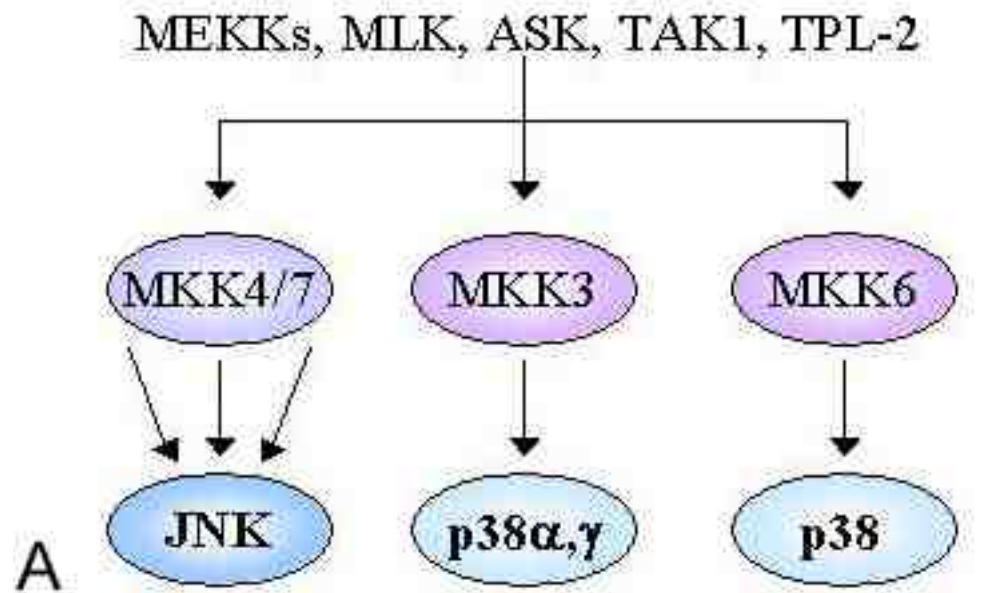 MEKKs, MLK, ASK, TAK1, TPL-2
MKK4/7 MKK3 MKK6
JNK p38α,γ p38
A